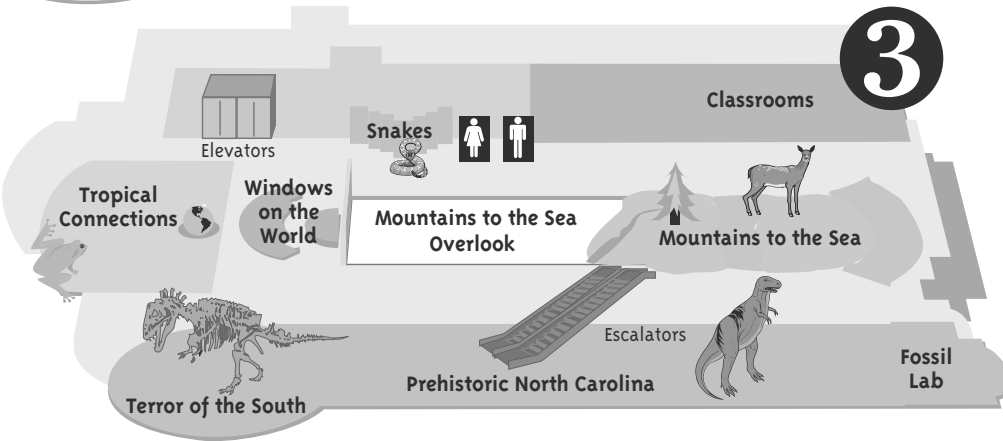 3
Classrooms
Snakes
Elevators
Tropical
Connections
Windows
on the
World
Mountains to the Sea
Overlook
Mountains to the Sea
Escalators
Fossil
Lab
Prehistoric North Carolina
Terror of the South